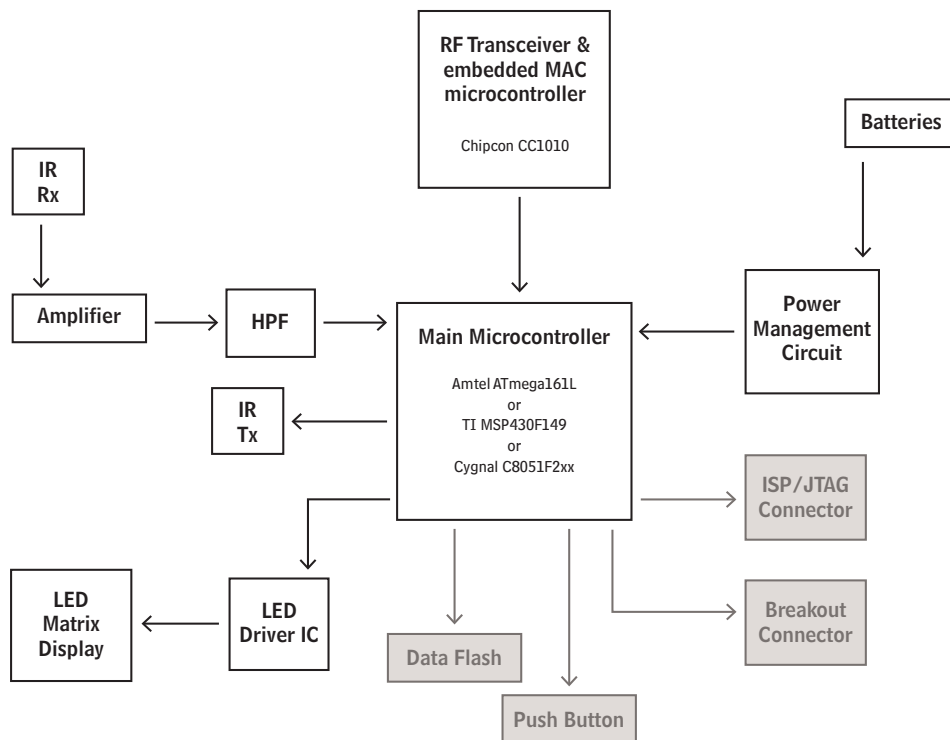 RF Transceiver &
embedded MAC
microcontroller
Chipcon CC1010
Batteries
IR
Rx
Amplifier
HPF
Main Microcontroller
Amtel ATmega161L
or
TI MSP430F149
or
Cygnal C8051F2xx
Power
Management
Circuit
IR
Tx
ISP/JTAG
Connector
LED
Matrix
Display
LED
Driver IC
Breakout
Connector
Data Flash
Push Button